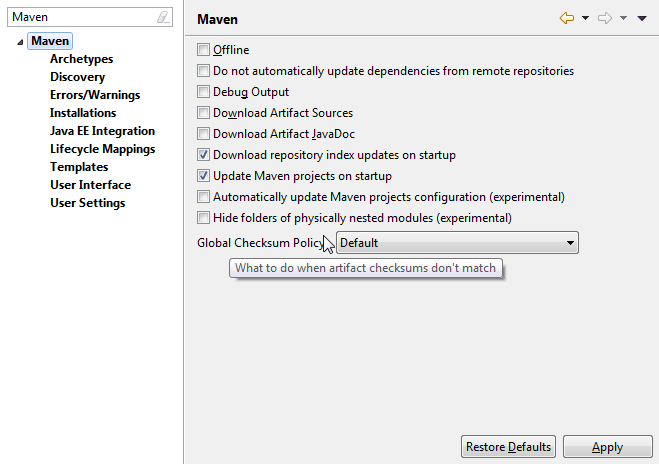 Maven
Maven
Archetypes
Discovery
Errors/Warnings
Installations
Java EE Integration
Lifecycle Mappings
Templates
User Interface
User Settings
Maven
Offline
Do not automatically update dependencies from remote repositories
Debug Output
Download Artifact Sources
Download Artifact JavaDoc
Download repository index updates on startup
Update Maven projects on startup
Automatically update Maven projects configuration (experimental)
Hide folders of physically nested modules (experimental)
Global Checksum Policy Default
What to do when artifact checksums don't match
Restore Defaults Apply